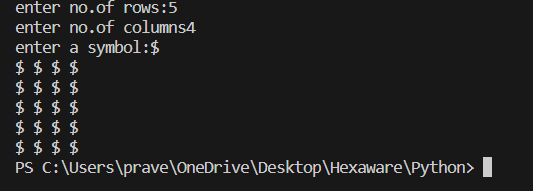 enter no.of rows:5
enter no.of columns4
enter a symbol:$
$ $ $ $
$ $ $ $
$ $ $ $
$ $ $ $
$ $ $ $
PS C:\Users\prave\OneDrive\Desktop\Hexaware\Python>